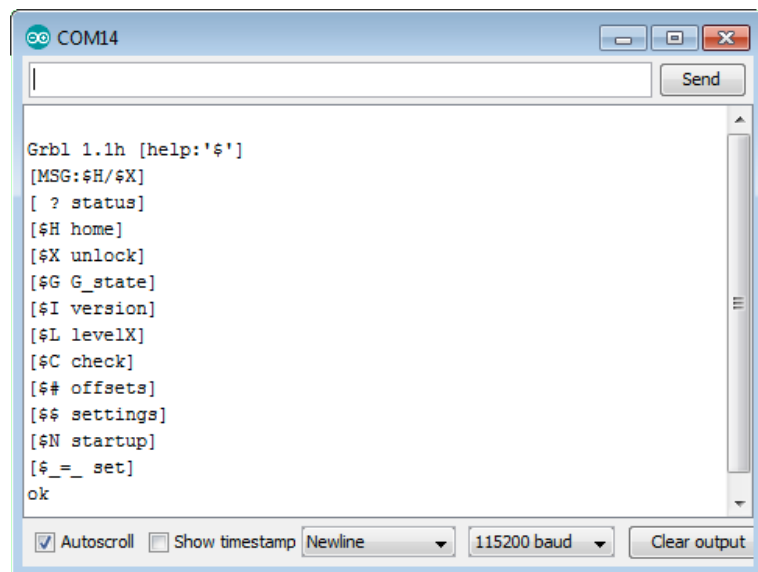 COM14
Send
Grbl 1.1h [help:'$']
[MSG:$H/$X]
[ ? status]
[$H home]
[$X unlock]
[$G G_state]
[$I version]
[$L levelX]
[$C check]
[$# offsets]
[$$ settings]
[$N startup]
[$_=_ set]
ok
Autoscroll Show timestamp Newline 115200 baud Clear output